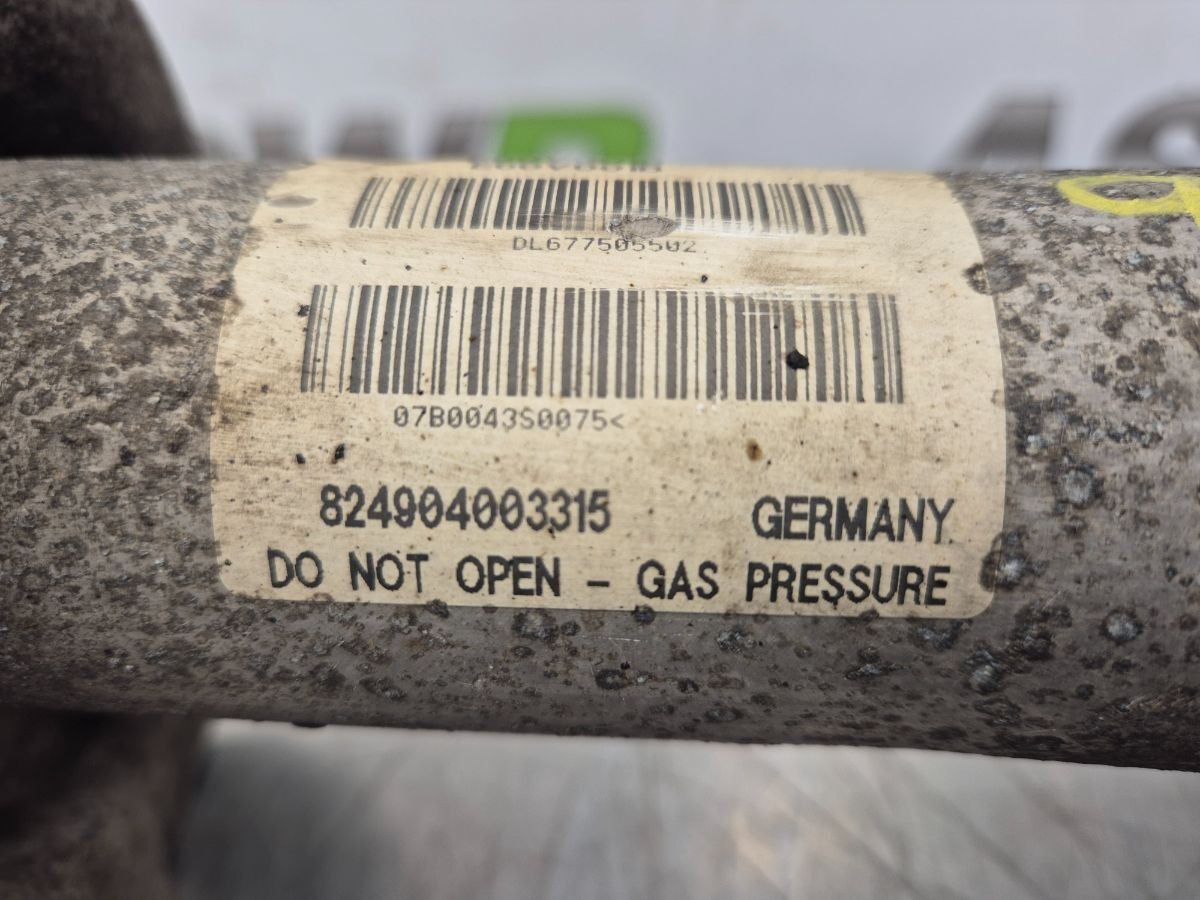 DL677505502
07B0043S0075<
824904003315 GERMANY
DO NOT OPEN - GAS PRESSURE